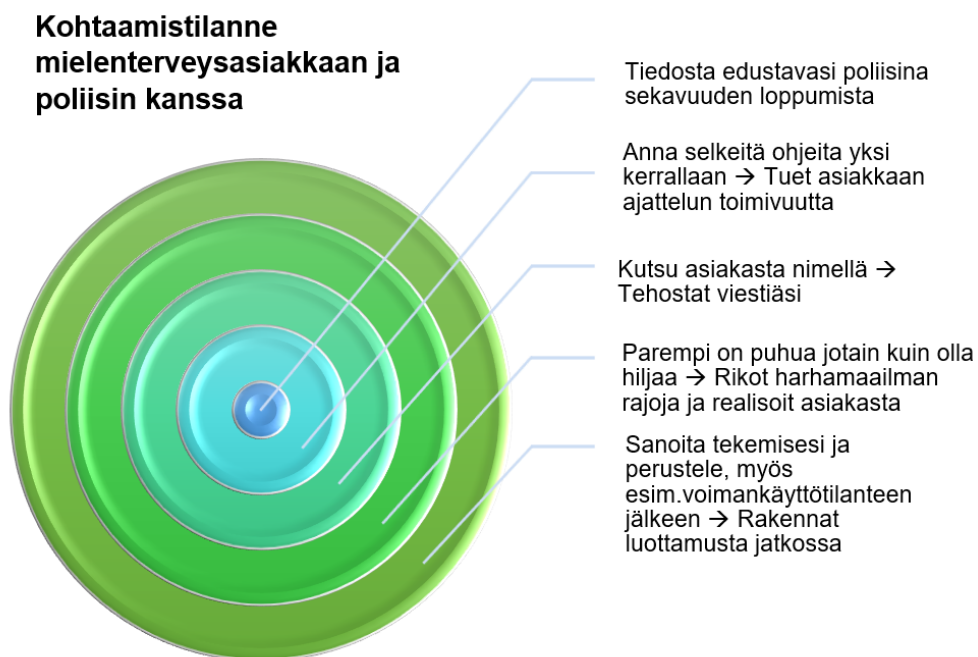 Kohtaamistilanne
mielenterveysasiakkaan ja
poliisin kanssa
Tiedosta edustavasi poliisina
sekavuuden loppumista
Anna selkeitä ohjeita yksi
kerrallaan → Tuet asiakkaan
ajattelun toimivuutta
Kutsu asiakasta nimellä →
Tehostat viestiäsi
Parempi on puhua jotain kuin olla
hiljaa → Rikot harhamaailman
rajoja ja realisoit asiakasta
Sanoita tekemisesi ja
perustele, myös
esim.voimankäyttötilanteen
jälkeen → Rakennat
luottamusta jatkossa